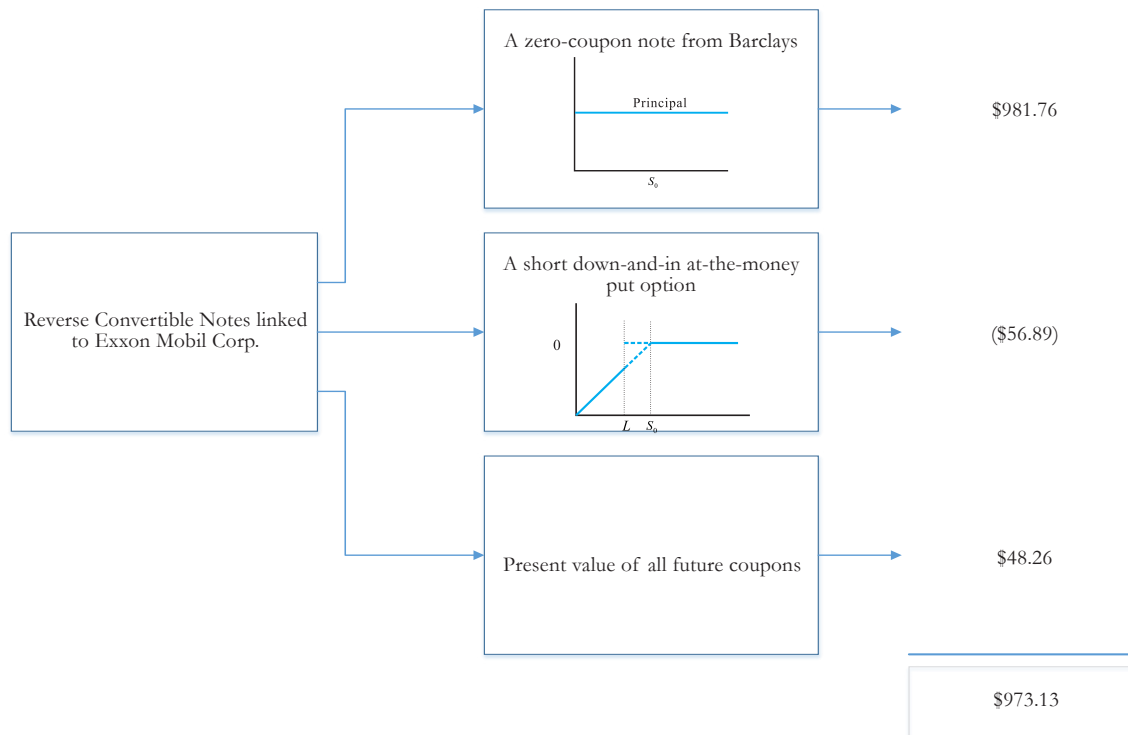 A zero-coupon note from Barclays
Principal
S₀
$981.76
Reverse Convertible Notes linked
to Exxon Mobil Corp.
A short down-and-in at-the-money
put option
0
L S₀
($56.89)
Present value of all future coupons
$48.26
$973.13